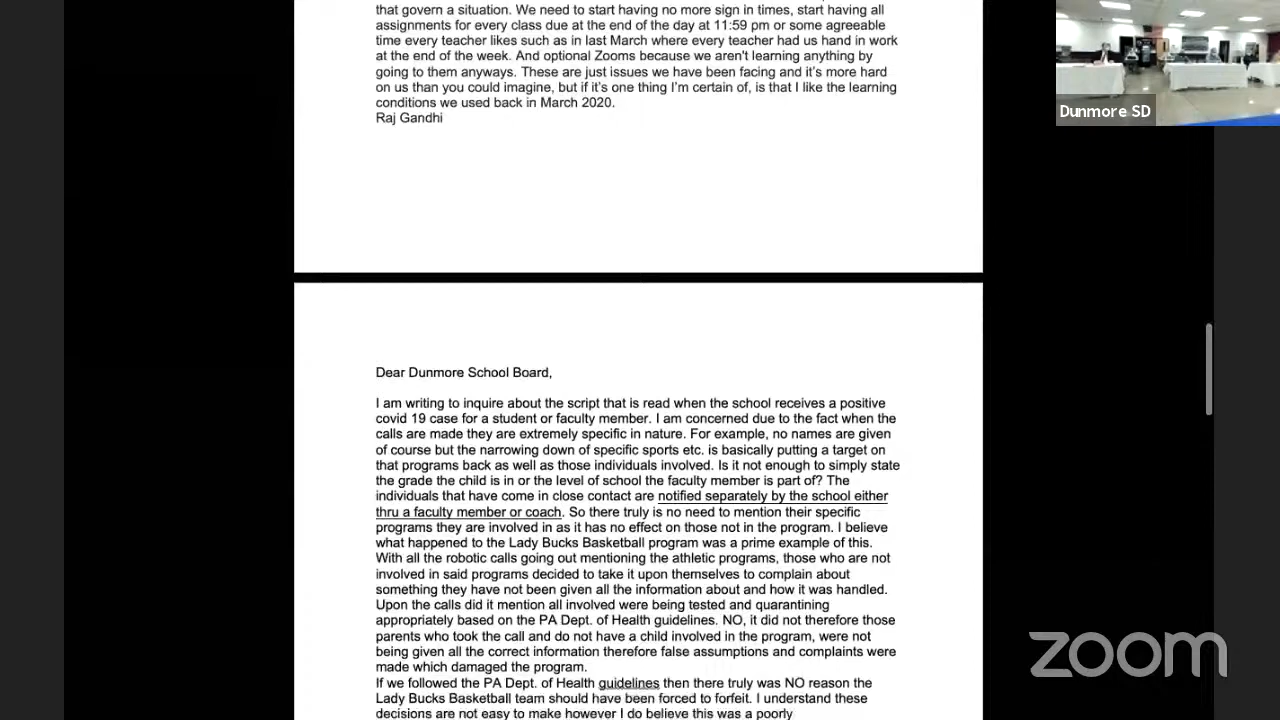 that govern a situation. We need to start having no more sign in times, start having all
assignments for every class due at the end of the day at 11:59 pm or some agreeable
time every teacher likes such as in last March where every teacher had us hand in work
at the end of the week. And optional Zooms because we aren't learning anything by
going to them anyways. These are just issues we have been facing and it's more hard
on us than you could imagine, but if it's one thing I'm certain of, is that I like the learning
conditions we used back in March 2020.
Raj Gandhi
Dunmore SD
Dear Dunmore School Board,
I am writing to inquire about the script that is read when the school receives a positive
covid 19 case for a student or faculty member. I am concerned due to the fact when the
calls are made they are extremely specific in nature. For example, no names are given
of course but the narrowing down of specific sports etc. is basically putting a target on
that programs back as well as those individuals involved. Is it not enough to simply state
the grade the child is in or the level of school the faculty member is part of? The
individuals that have come in close contact are notified separately by the school either
thru a faculty member or coach. So there truly is no need to mention their specific
programs they are involved in as it has no effect on those not in the program. I believe
what happened to the Lady Bucks Basketball program was a prime example of this.
With all the robotic calls going out mentioning the athletic programs, those who are not
involved in said programs decided to take it upon themselves to complain about
something they have not been given all the information about and how it was handled.
Upon the calls did it mention all involved were being tested and quarantining
appropriately based on the PA Dept. of Health guidelines. NO, it did not therefore those
parents who took the call and do not have a child involved in the program, were not
being given all the correct information therefore false assumptions and complaints were
made which damaged the program.
If we followed the PA Dept. of Health guidelines then there truly was NO reason the
Lady Bucks Basketball team should have been forced to forfeit. I understand these
decisions are not easy to make however I do believe this was a poorly
zoom